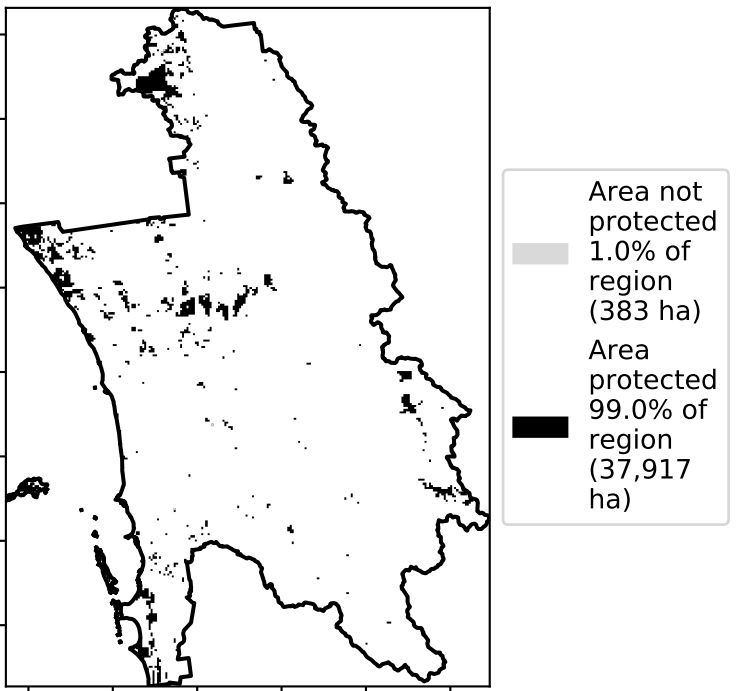 Area not
protected
1.0% of
region
(383 ha)
Area
protected
99.0% of
region
(37,917
ha)